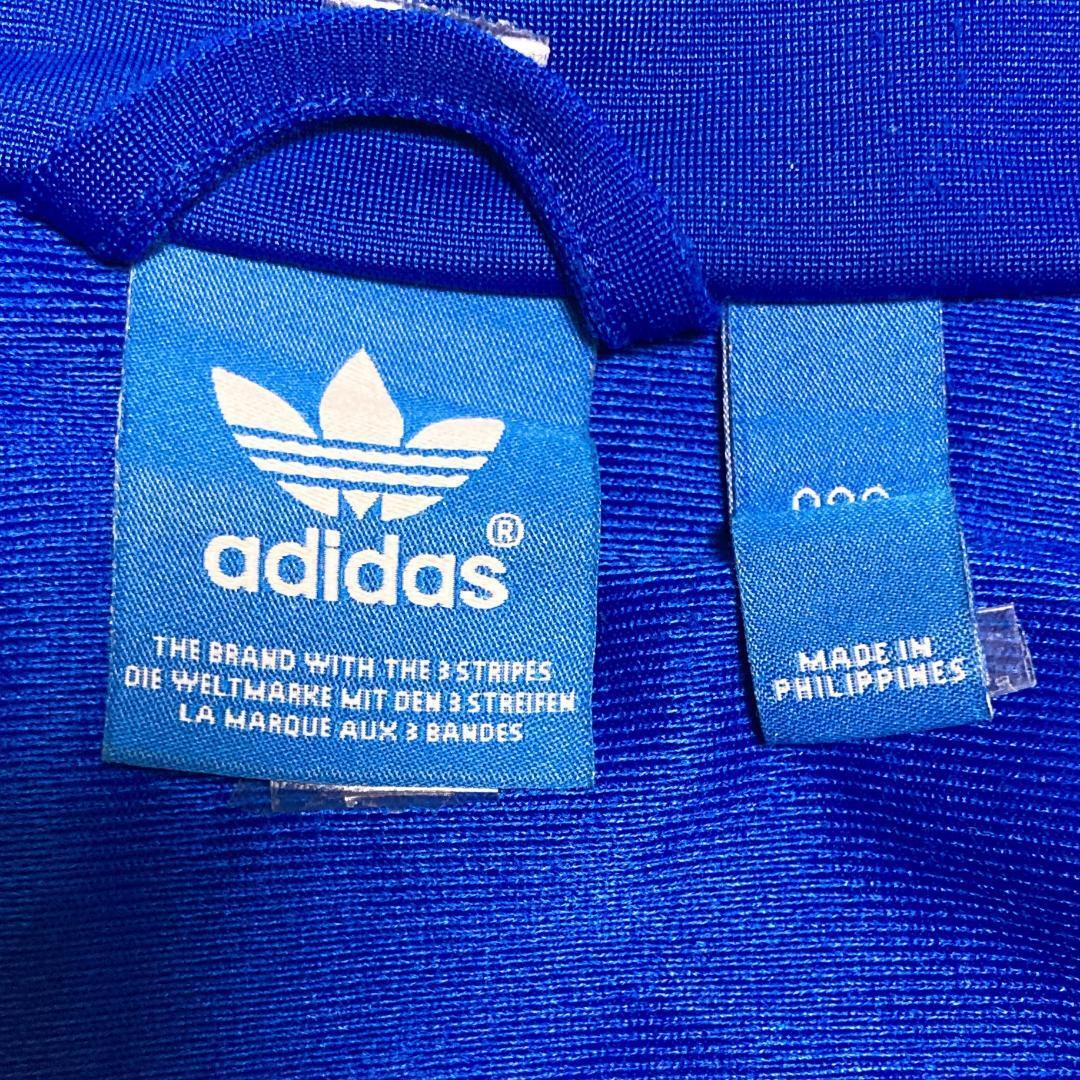 adidas®
THE BRAND WITH THE 3 STRIPES
DIE WELTMARKE MIT DEN 3 STREIFEN
LA MARQUE AUX 3 BANDES
MADE IN
PHILIPPINES